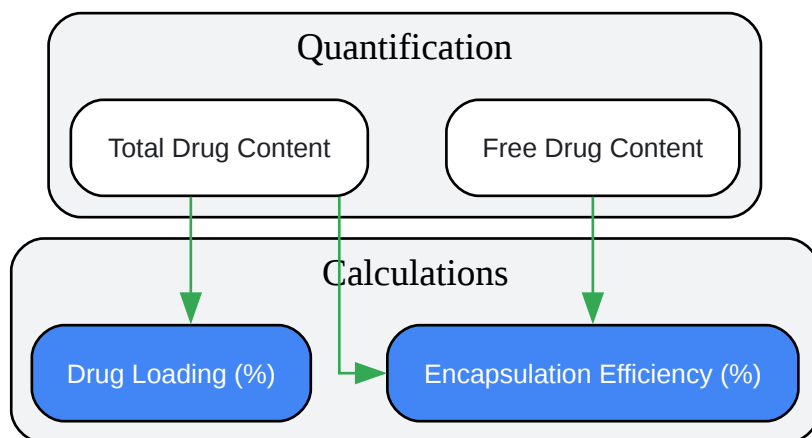 Quantification
Total Drug Content
Free Drug Content
Calculations
Drug Loading (%)
Encapsulation Efficiency (%)